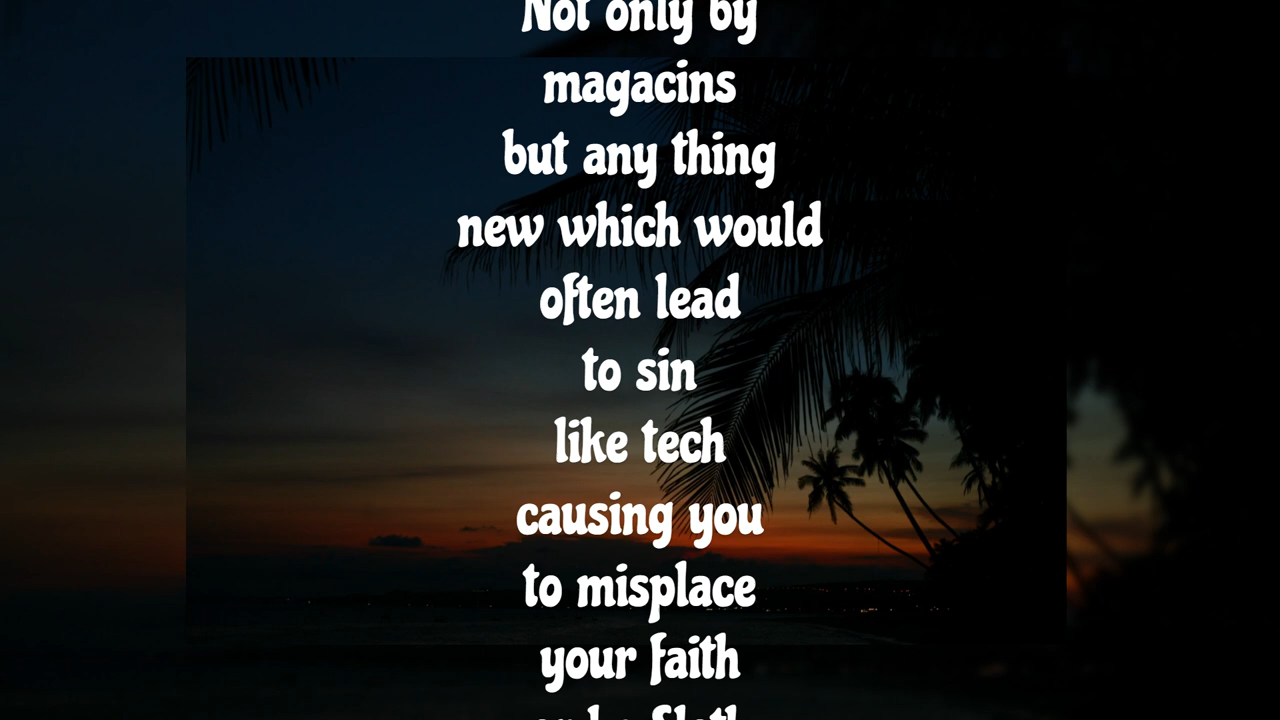 Not only by
magacins
but any thing
new which would
often lead
to sin
like tech
causing you
to misplace
your faith